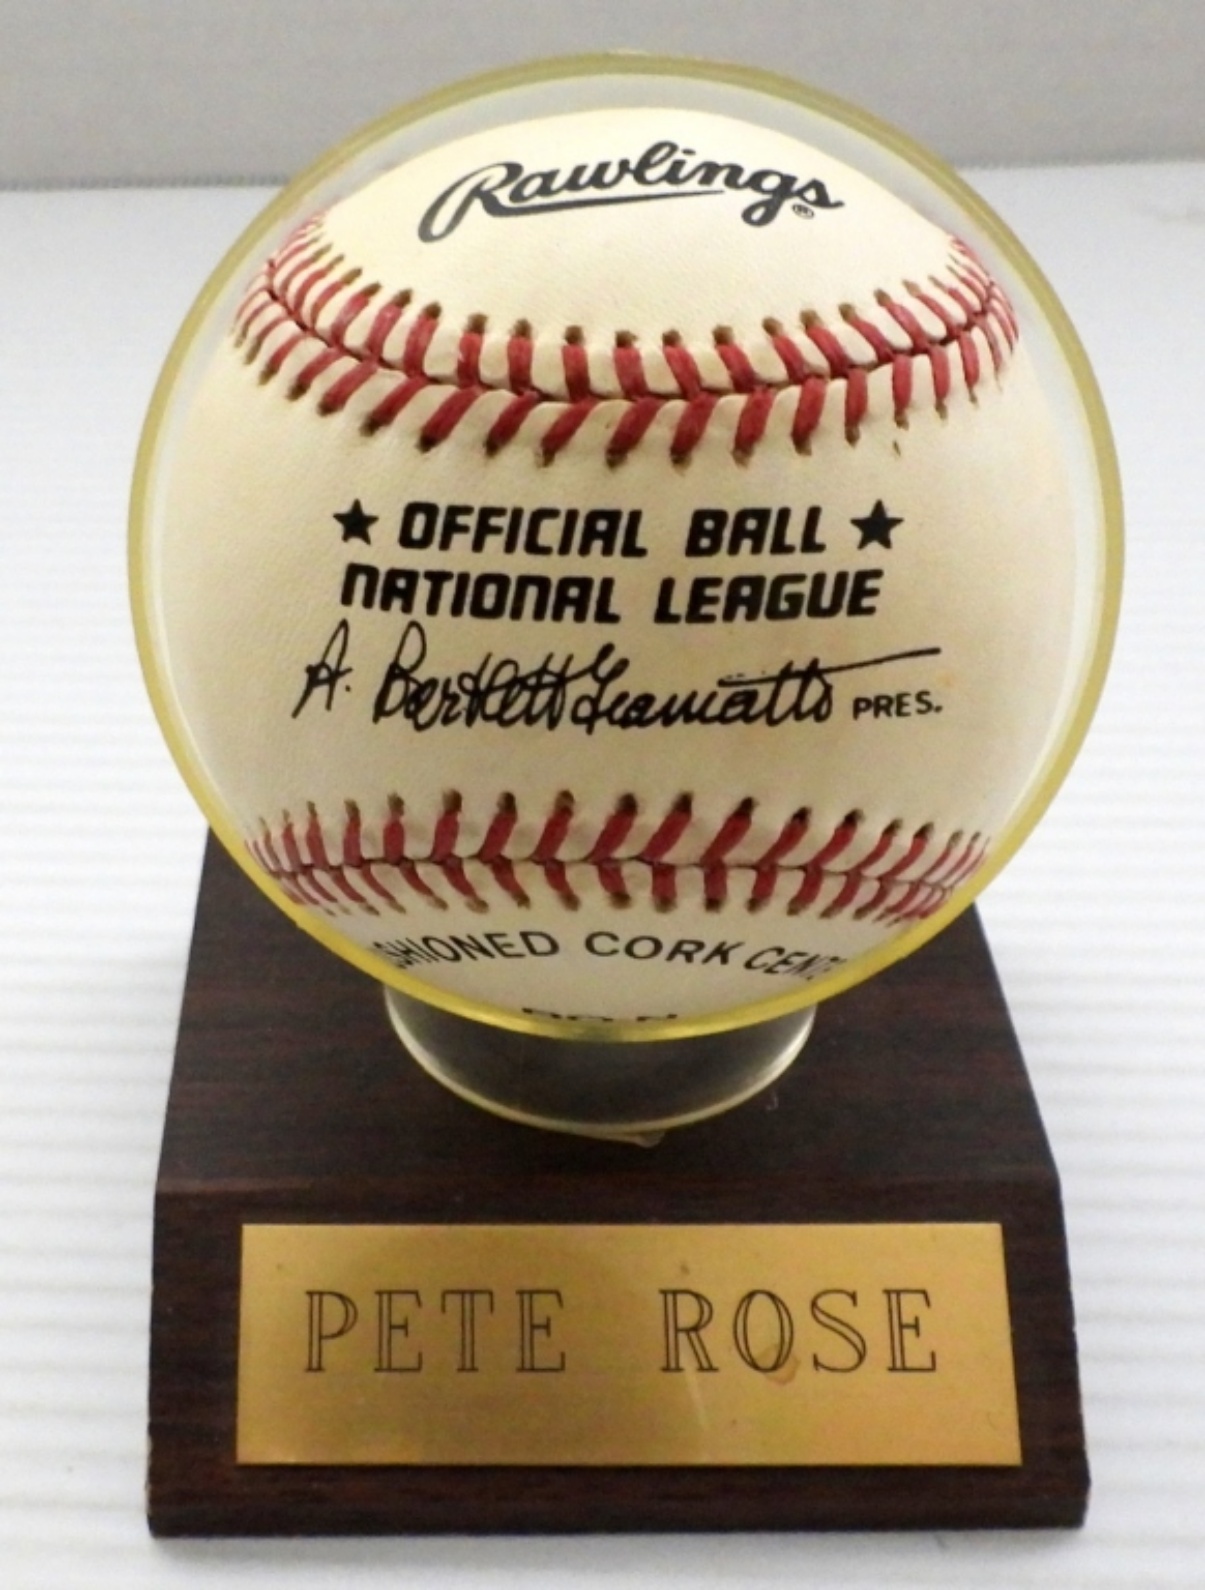 Rawlings®
★ OFFICIAL BALL ★
NATIONAL LEAGUE
A. Bartlett Giamatti PRES.
SHIONED CORK CENT
PETE ROSE